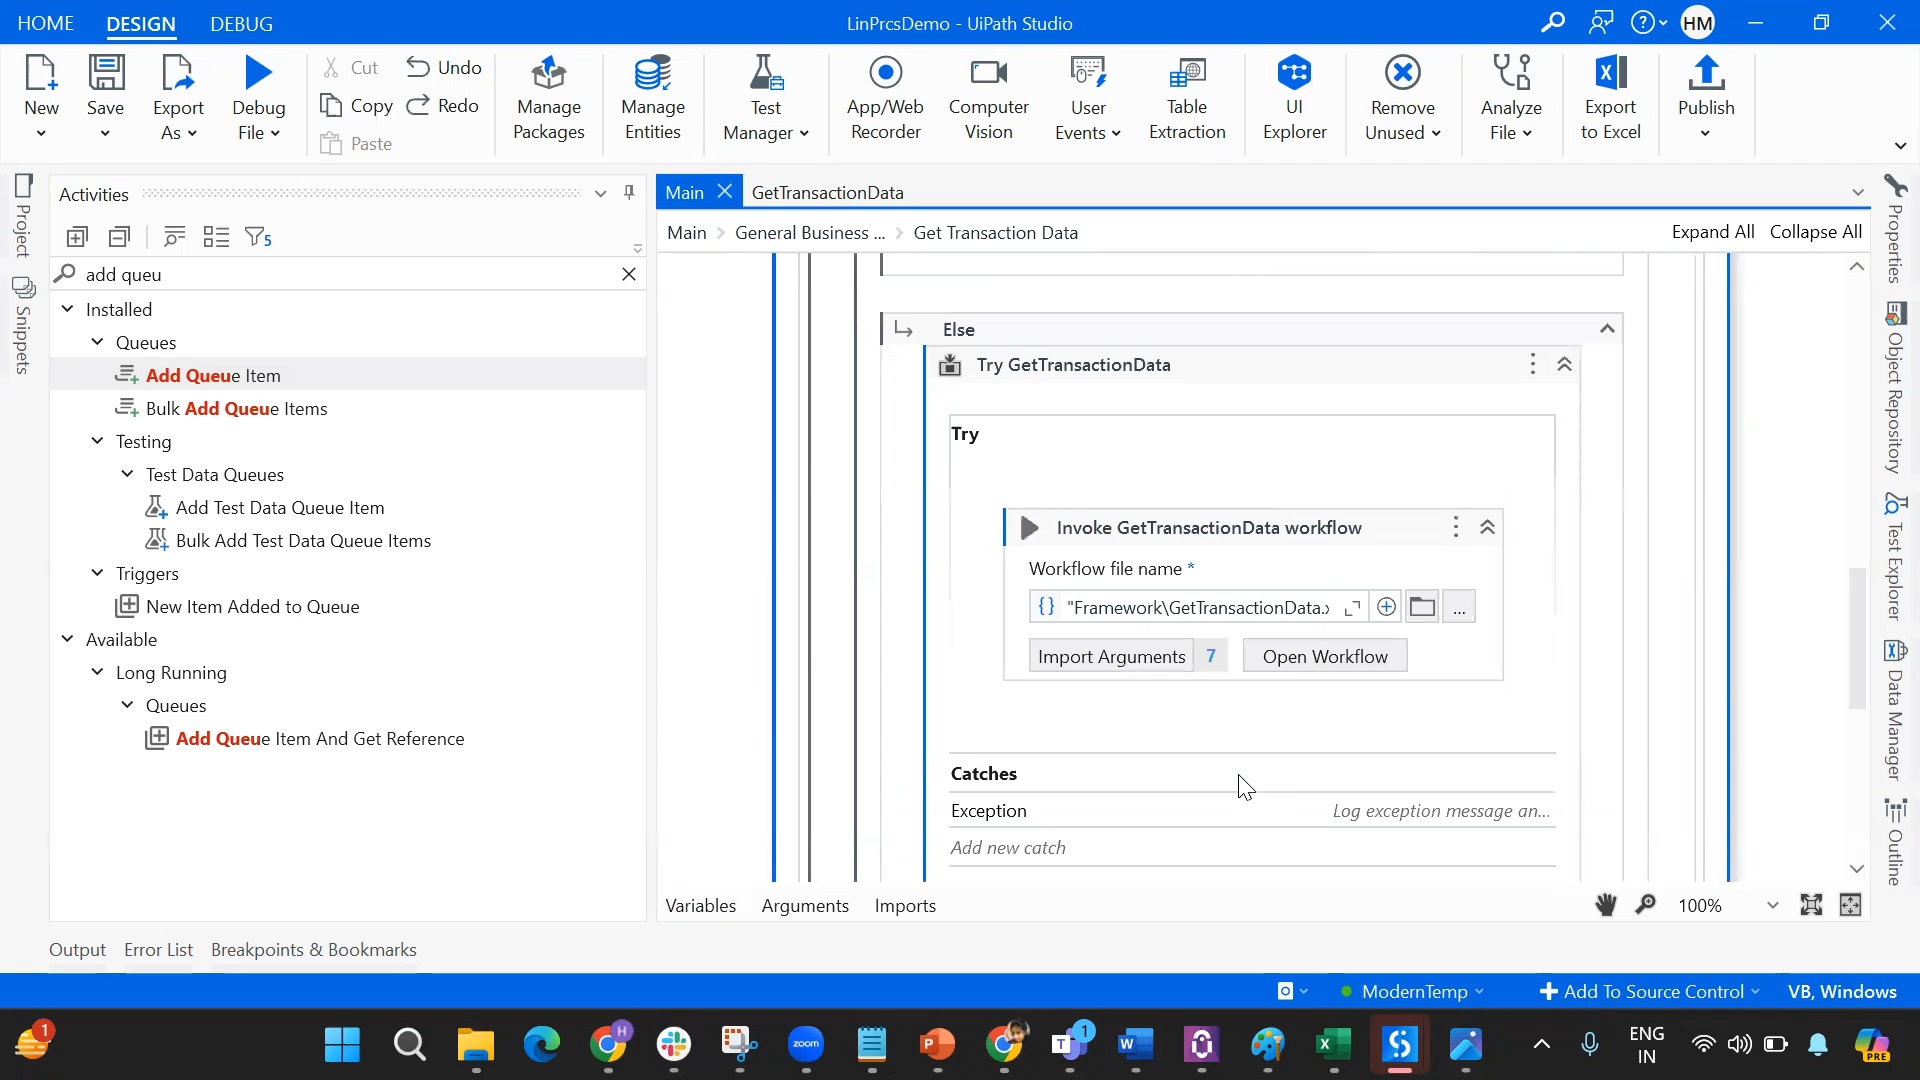 HOME DESIGN DEBUG
LinPrcsDemo - UiPath Studio
HM
New
Save
Export As
Debug File
Cut
Copy
Paste
Undo
Redo
Manage Packages
Manage Entities
Test Manager
App/Web Recorder
Computer Vision
User Events
Table Extraction
UI Explorer
Remove Unused
Analyze File
Export to Excel
Publish
Project
Snippets
Activities
5
add queu
Installed
Queues
Add Queue Item
Bulk Add Queue Items
Testing
Test Data Queues
Add Test Data Queue Item
Bulk Add Test Data Queue Items
Triggers
New Item Added to Queue
Available
Long Running
Queues
Add Queue Item And Get Reference
Main GetTransactionData
Main General Business ... Get Transaction Data
Expand All Collapse All
Else
Try GetTransactionData
Try
Invoke GetTransactionData workflow
Workflow file name *
{} "Framework\GetTransactionData.x
...
Import Arguments 7 Open Workflow
Catches
Exception Log exception message an...
Add new catch
Variables Arguments Imports
100%
Properties
Object Repository
Test Explorer
Data Manager
Outline
Output Error List Breakpoints & Bookmarks
ModernTemp
Add To Source Control
VB, Windows
1
H
zoom
P
T
1
W
X
ENG
IN
PRE